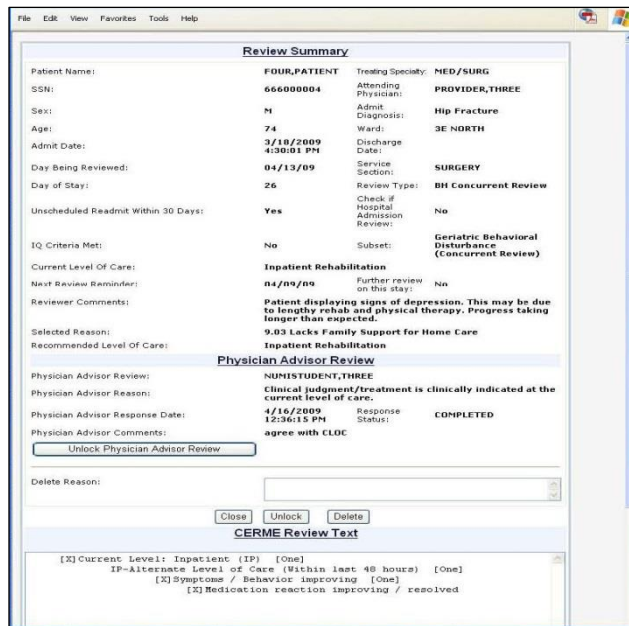 File Edit View Favorites Tools Help
Review Summary
Patient Name: FOUR,PATIENT Treating Specialty: MED/SURG
SSN: 666000004 Attending Physician: PROVIDER,THREE
Sex: M Admit Diagnosis: Hip Fracture
Age: 74 Ward: 3E NORTH
Admit Date: 3/18/2009 4:30:01 PM Discharge Date:
Day Being Reviewed: 04/13/09 Service Section: SURGERY
Day of Stay: 26 Review Type: BH Concurrent Review
Unscheduled Readmit Within 30 Days: Yes Check if Hospital Admission Review: No
IQ Criteria Met: No Subset: Geriatric Behavioral Disturbance (Concurrent Review)
Current Level Of Care: Inpatient Rehabilitation
Next Review Reminder: 04/09/09 Further review on this stay: No
Reviewer Comments: Patient displaying signs of depression. This may be due
to lengthy rehab and physical therapy. Progress taking
longer than expected.
Selected Reason: 9.03 Lacks Family Support for Home Care
Recommended Level Of Care: Inpatient Rehabilitation
Physician Advisor Review
Physician Advisor Review: NUMISTUDENT,THREE
Physician Advisor Reason: Clinical judgment/treatment is clinically indicated at the
current level of care.
Physician Advisor Response Date: 4/16/2009 12:36:15 PM Response Status: COMPLETED
Physician Advisor Comments: agree with CLOC
Unlock Physician Advisor Review
Delete Reason:
Close Unlock Delete
CERME Review Text
[X]Current Level: Inpatient (IP) [One]
IP-Alternate Level of Care (Within last 48 hours) [One]
[X]Symptoms / Behavior improving [One]
[X]Medication reaction improving / resolved